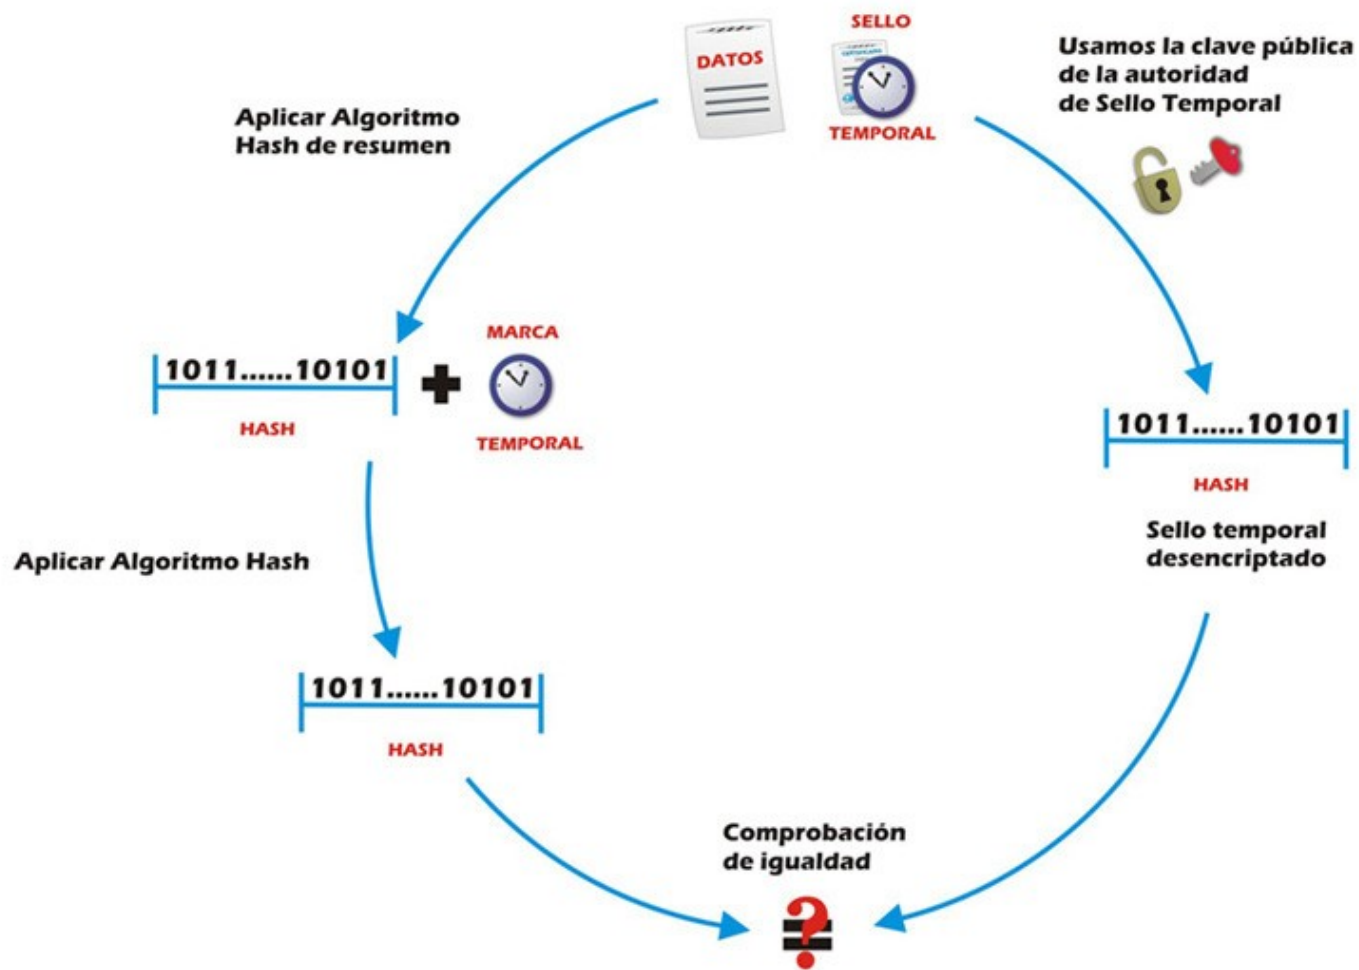 DATOS
SELLO
TEMPORAL
Usamos la clave pública
de la autoridad
de Sello Temporal
Aplicar Algoritmo
Hash de resumen
1011......10101
HASH
MARCA
TEMPORAL
1011......10101
HASH
Sello temporal
desencriptado
Aplicar Algoritmo Hash
1011......10101
HASH
Comprobación
de igualdad
?